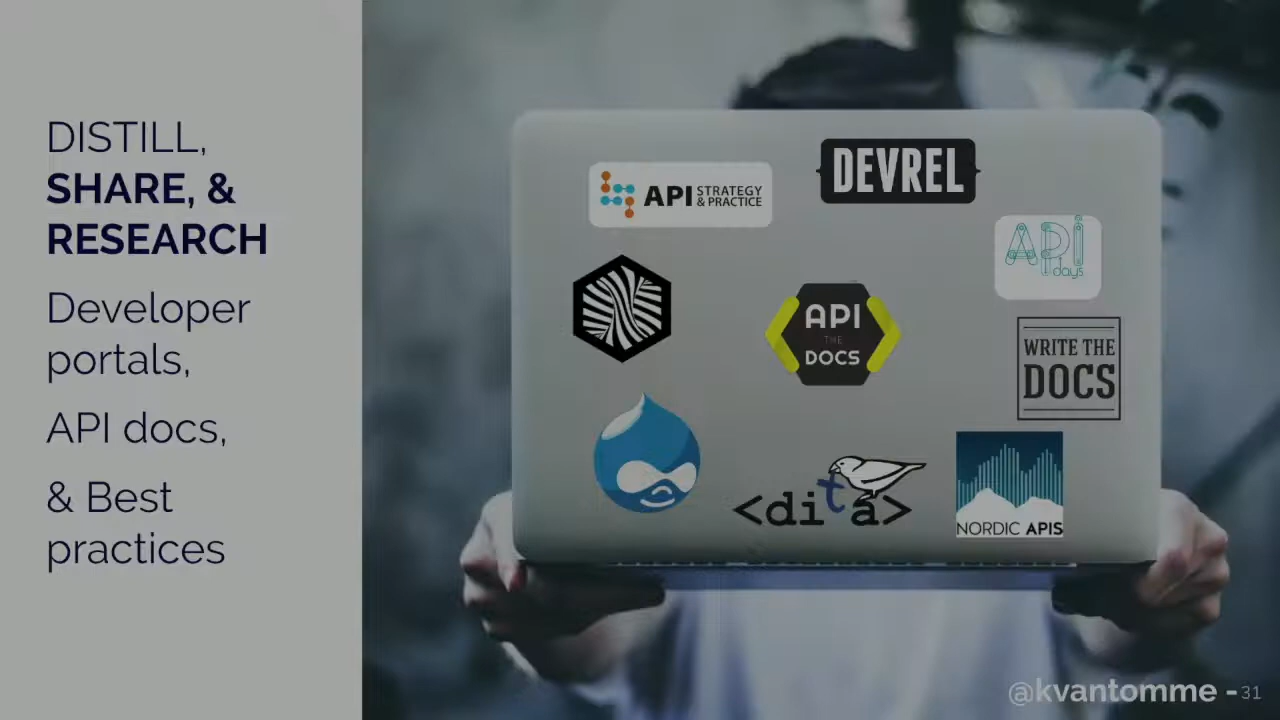 DISTILL,
SHARE, &
RESEARCH
Developer
portals,
API docs,
& Best
practices
API STRATEGY
& PRACTICE
DEVREL
API
days
API
THE
DOCS
WRITE THE
DOCS
<dita>
NORDIC APIS
@kvantomme - 31